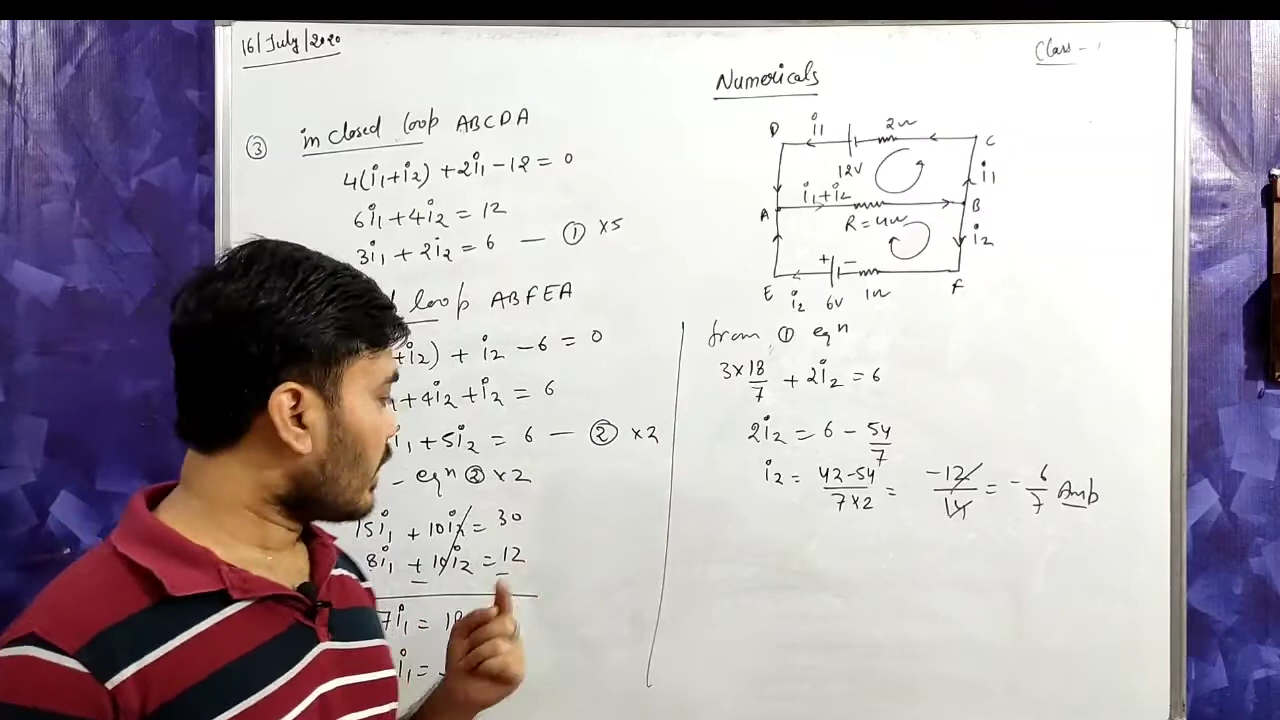 16/July/2020
Class -
Numericals
③ in closed loop ABCDA
4(i₁+i₂) + 2i₁ - 12 = 0
6i₁ + 4i₂ = 12
3i₁ + 2i₂ = 6 — ① ×5
loop ABFEA
i₂) + i₂ - 6 = 0
+ 4i₂ + i₂ = 6
i₁ + 5i₂ = 6 — ② ×2
- eqⁿ ② ×2
15i₁ + 10i₂ = 30
8i₁ + 10i₂ = 12
7i₁ = 18
i₁ =
D i₁ 2Ω C
12V i₁
A i₁+i₂ B
R = 4Ω i₂
+ −
E i₂ 6V 1Ω F
from ① eqⁿ
3×18/7 + 2i₂ = 6
2i₂ = 6 - 54/7
i₂ = 42-54/7×2 = -12/14 = -6/7 Amb